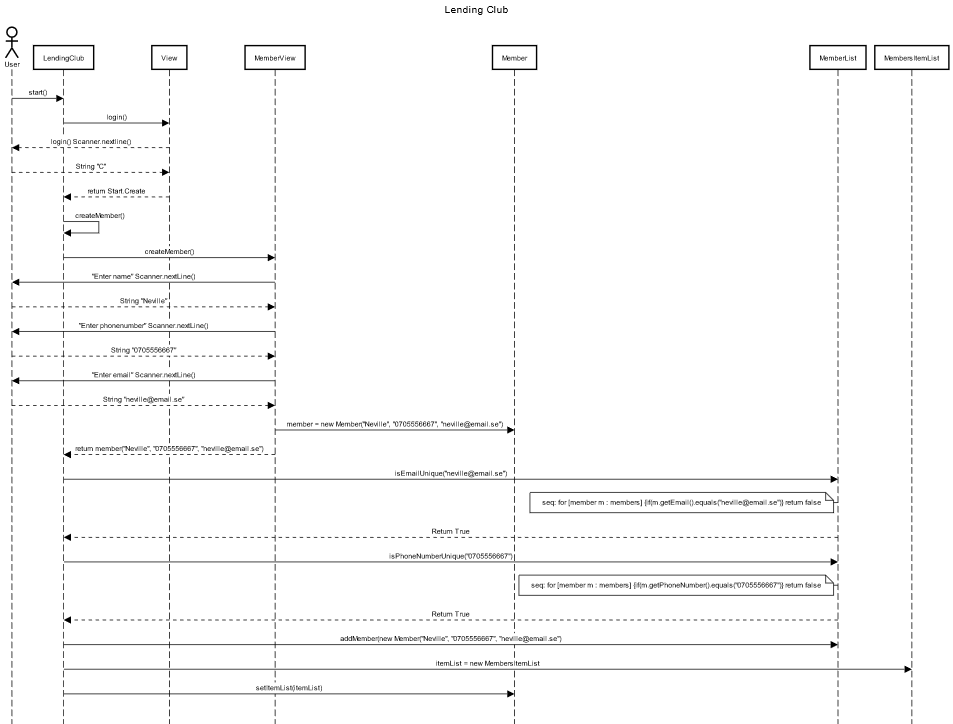 Lending Club
User
LendingClub
View
MemberView
Member
MemberList
MembersItemList
start()
login()
login() Scanner.nextline()
String "C"
return Start.Create
createMember()
createMember()
"Enter name" Scanner.nextLine()
String "Neville"
"Enter phonenumber" Scanner.nextLine()
String "0705556667"
"Enter email" Scanner.nextLine()
String "neville@email.se"
member = new Member("Neville", "0705556667", "neville@email.se")
return member("Neville", "0705556667", "neville@email.se")
isEmailUnique("neville@email.se")
seq: for [member m : members] {if(m.getEmail().equals("neville@email.se")} return false
Return True
isPhoneNumberUnique("0705556667")
seq: for [member m : members] {if(m.getPhoneNumber().equals("0705556667")} return false
Return True
addMember(new Member("Neville", "0705556667", "neville@email.se")
itemList = new MembersItemList
setItemList(itemList)